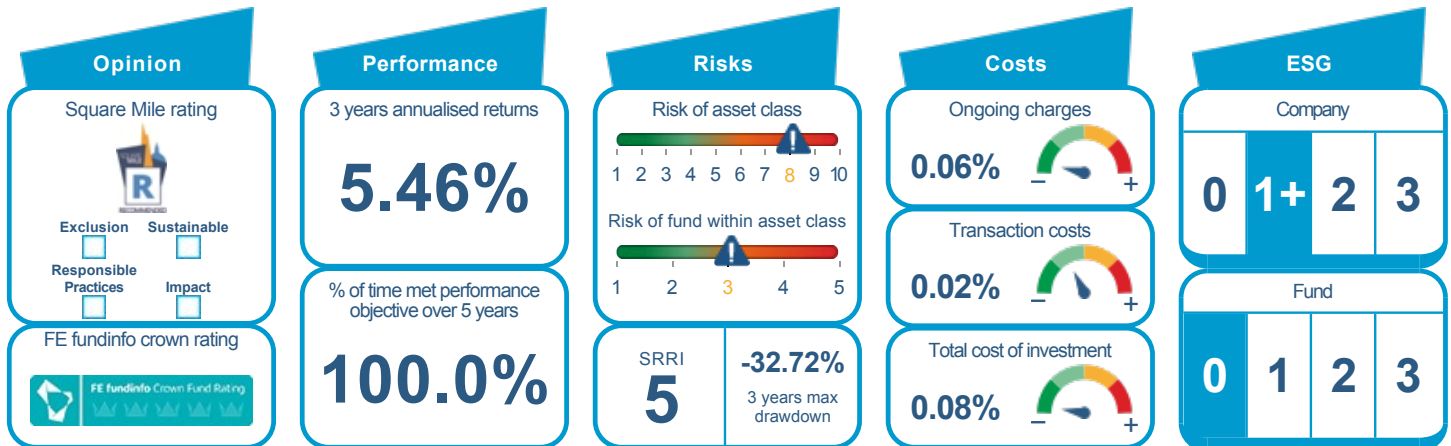 Opinion
Square Mile rating
R
RECOMMENDED
Exclusion Sustainable
Responsible
Practices Impact
FE fundinfo crown rating
FE fundinfo Crown Fund Rating
Performance
3 years annualised returns
5.46%
% of time met performance
objective over 5 years
100.0%
Risks
Risk of asset class
1 2 3 4 5 6 7 8 9 10
Risk of fund within asset class
1 2 3 4 5
SRRI
5
-32.72%
3 years max
drawdown
Costs
Ongoing charges
0.06%
− +
Transaction costs
0.02%
− +
Total cost of investment
0.08%
− +
ESG
Company
0 1+ 2 3
Fund
0 1 2 3